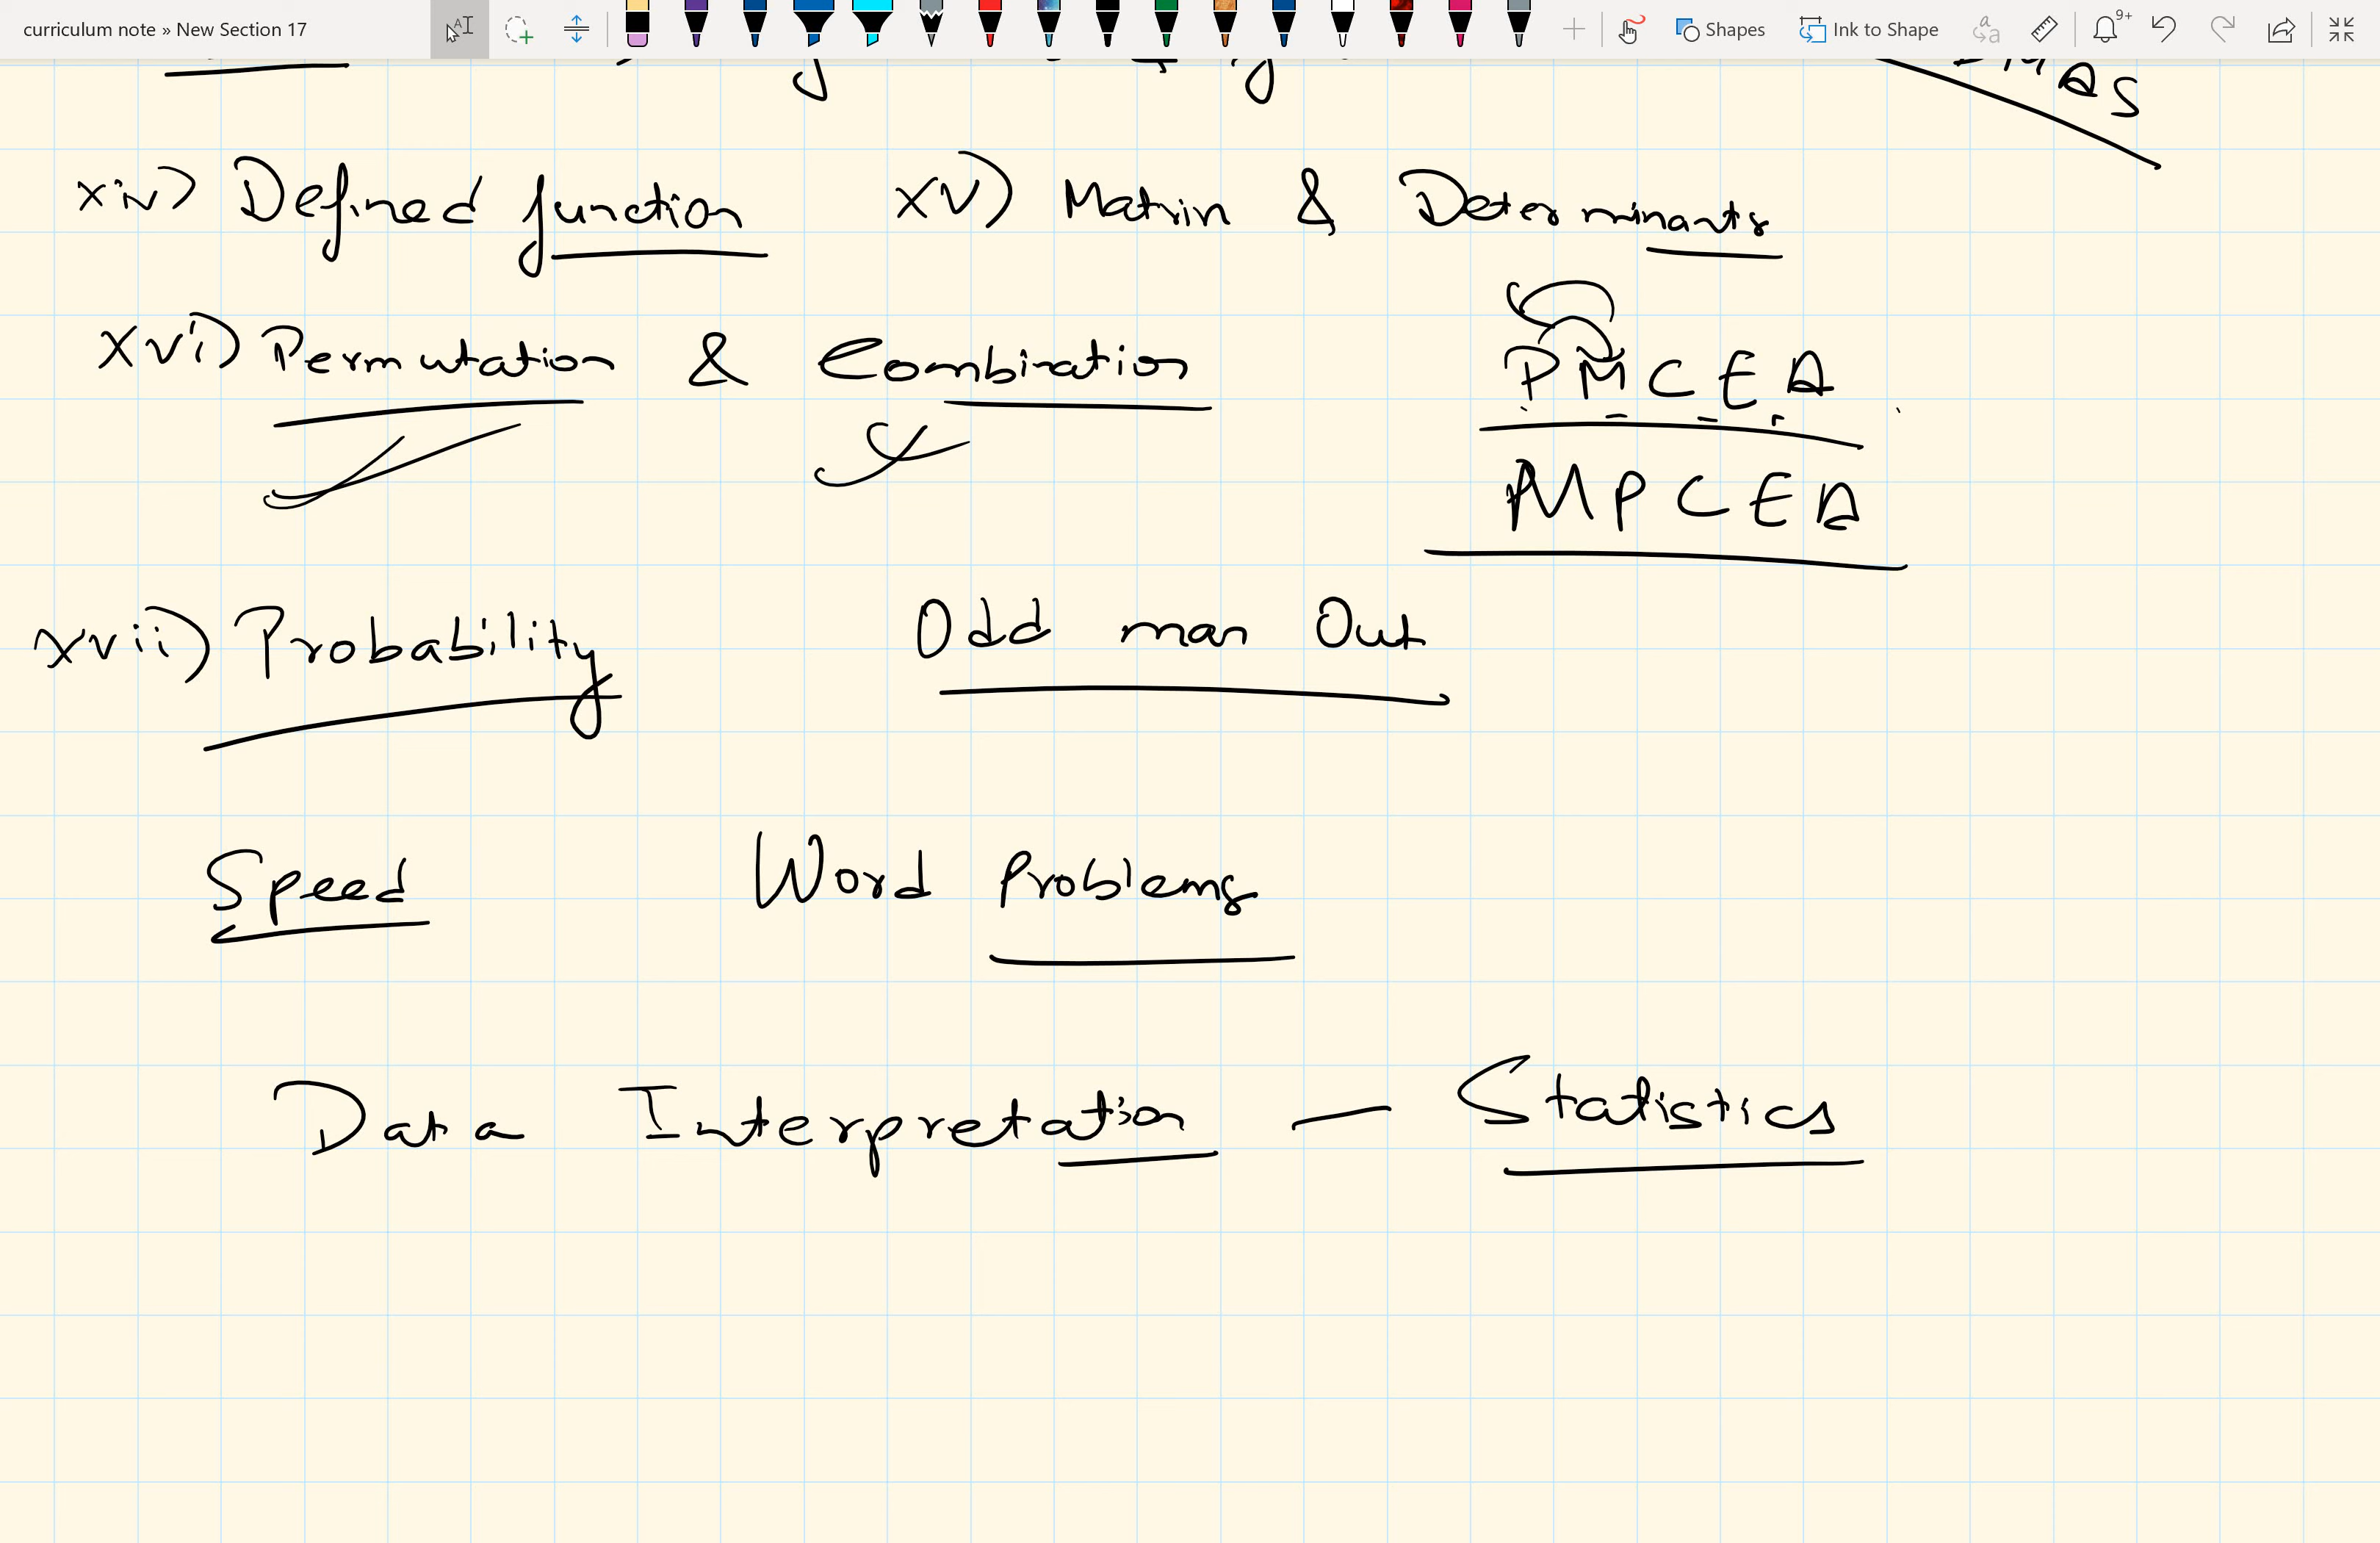 curriculum note » New Section 17
Shapes
Ink to Shape
9+
xiv) Defined function xv) Matrix & Determinants
xvi) Permutation & Combination
PMCEA
MPCEA
xvii) Probability Odd man Out
Speed Word Problems
Data Interpretation — Statistics